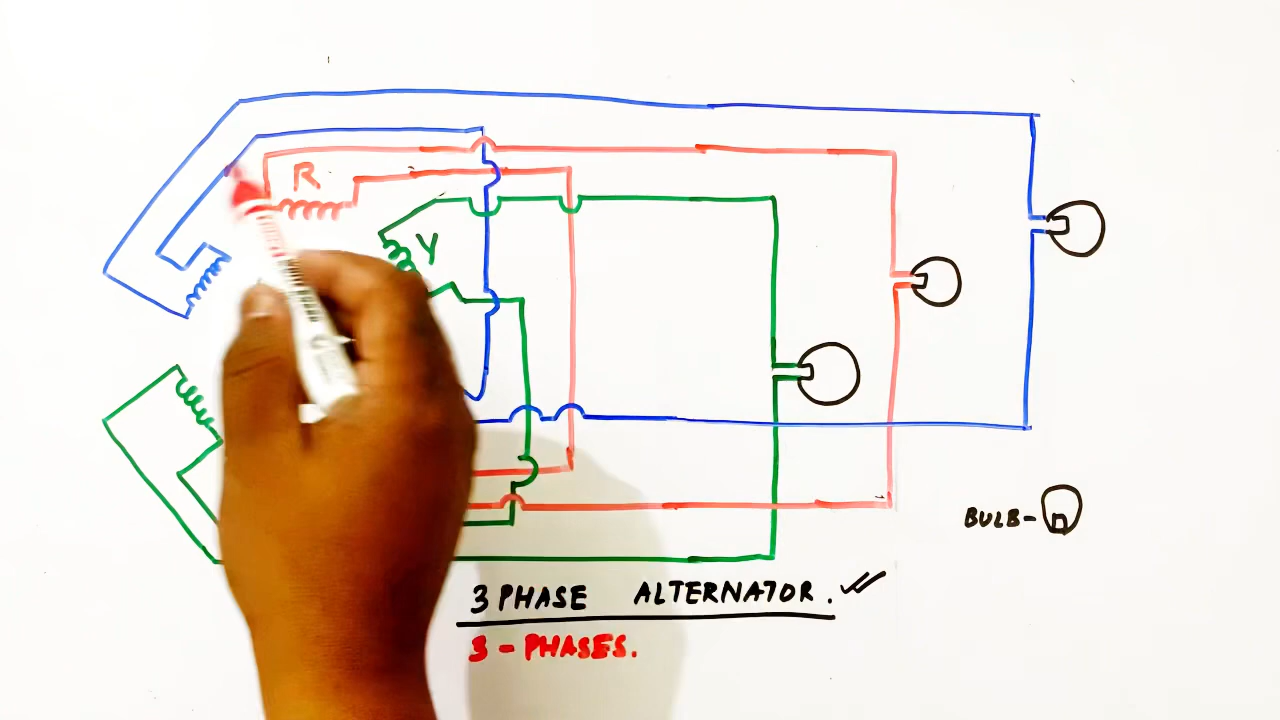 R
Y
BULB-
3 PHASE ALTERNATOR.
3 - PHASES.